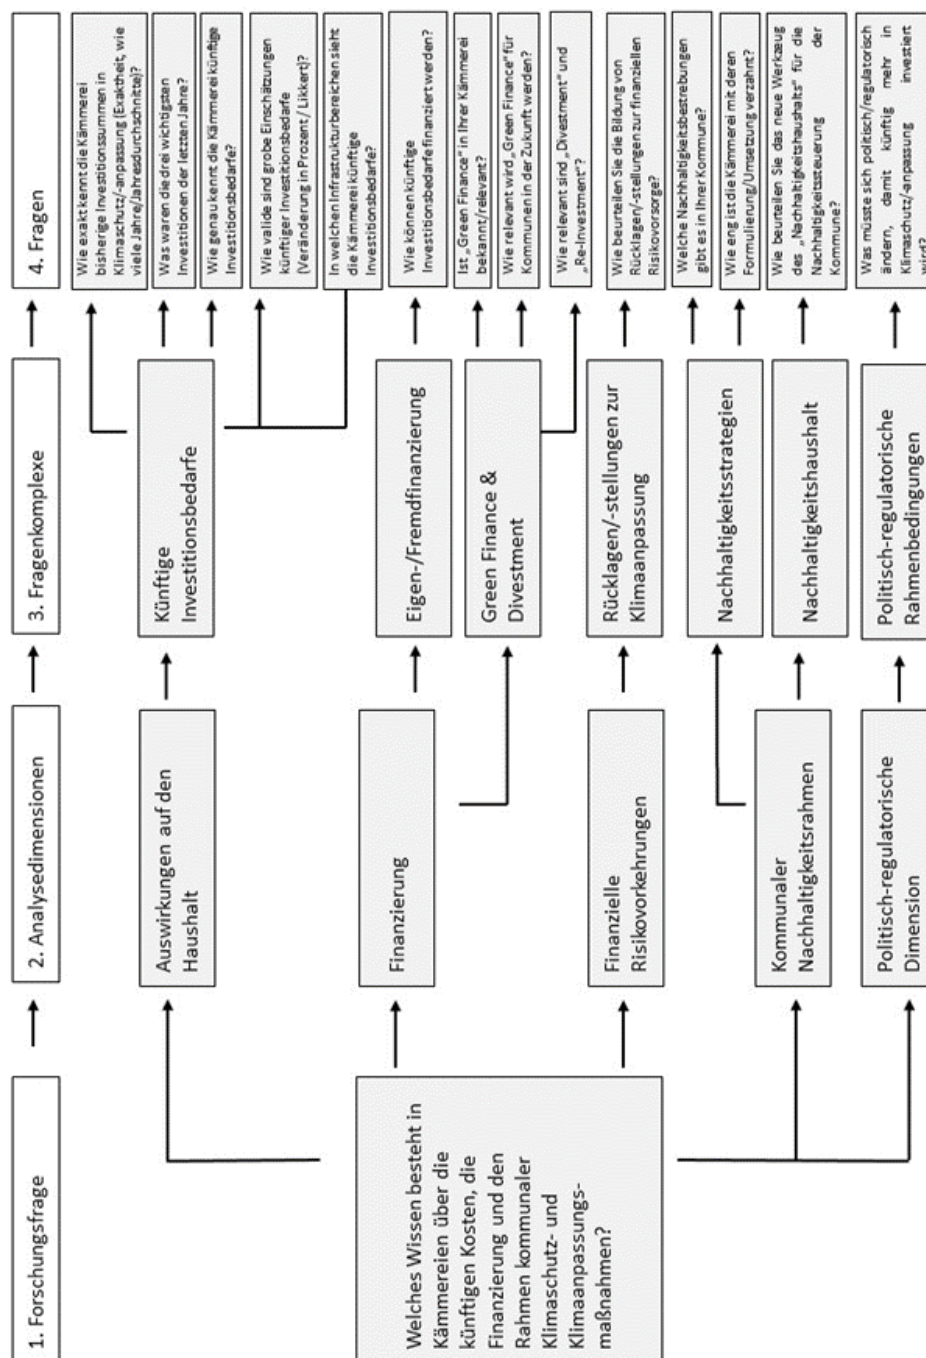 1. Forschungsfrage
2. Analysedimensionen
3. Fragenkomplexe
4. Fragen
Welches Wissen besteht in
Kämmereien über die
künftigen Kosten, die
Finanzierung und den
Rahmen kommunaler
Klimaschutz- und
Klimaanpassungs-
maßnahmen?
Auswirkungen auf den
Haushalt
Künftige
Investitionsbedarfe
Wie exakt kennt die Kämmerei
bisherige Investitionssummen in
Klimaschutz/-anpassung (Exaktheit, wie
viele Jahre/Jahresdurchschnitte)?
Was waren die drei wichtigsten
Investitionen der letzten Jahre?
Wie genau kennt die Kämmerei künftige
Investitionsbedarfe?
Wie valide sind grobe Einschätzungen
künftiger Investitionsbedarfe
(Veränderung in Prozent / Likkert)?
In welchen Infrastrukturbereichen sieht
die Kämmerei künftige
Investitionsbedarfe?
Finanzierung
Eigen-/Fremdfinanzierung
Wie können künftige
Investitionsbedarfe finanziert werden?
Green Finance &
Divestment
Ist „Green Finance“ in Ihrer Kämmerei
bekannt/relevant?
Wie relevant wird „Green Finance“ für
Kommunen in der Zukunft werden?
Wie relevant sind „Divestment“ und
„Re-Investment“?
Finanzielle
Risikovorkehrungen
Rücklagen/-stellungen zur
Klimaanpassung
Wie beurteilen Sie die Bildung von
Rücklagen/-stellungen zur finanziellen
Risikovorsorge?
Kommunaler
Nachhaltigkeitsrahmen
Nachhaltigkeitsstrategien
Welche Nachhaltigkeitsbestrebungen
gibt es in Ihrer Kommune?
Wie eng ist die Kämmerei mit deren
Formulierung/Umsetzung verzahnt?
Nachhaltigkeitshaushalt
Wie beurteilen Sie das neue Werkzeug
des „Nachhaltigkeitshaushalts“ für die
Nachhaltigkeitssteuerung der
Kommune?
Politisch-regulatorische
Dimension
Politisch-regulatorische
Rahmenbedingungen
Was müsste sich politisch/regulatorisch
ändern, damit künftig mehr in
Klimaschutz/-anpassung investiert
wird?